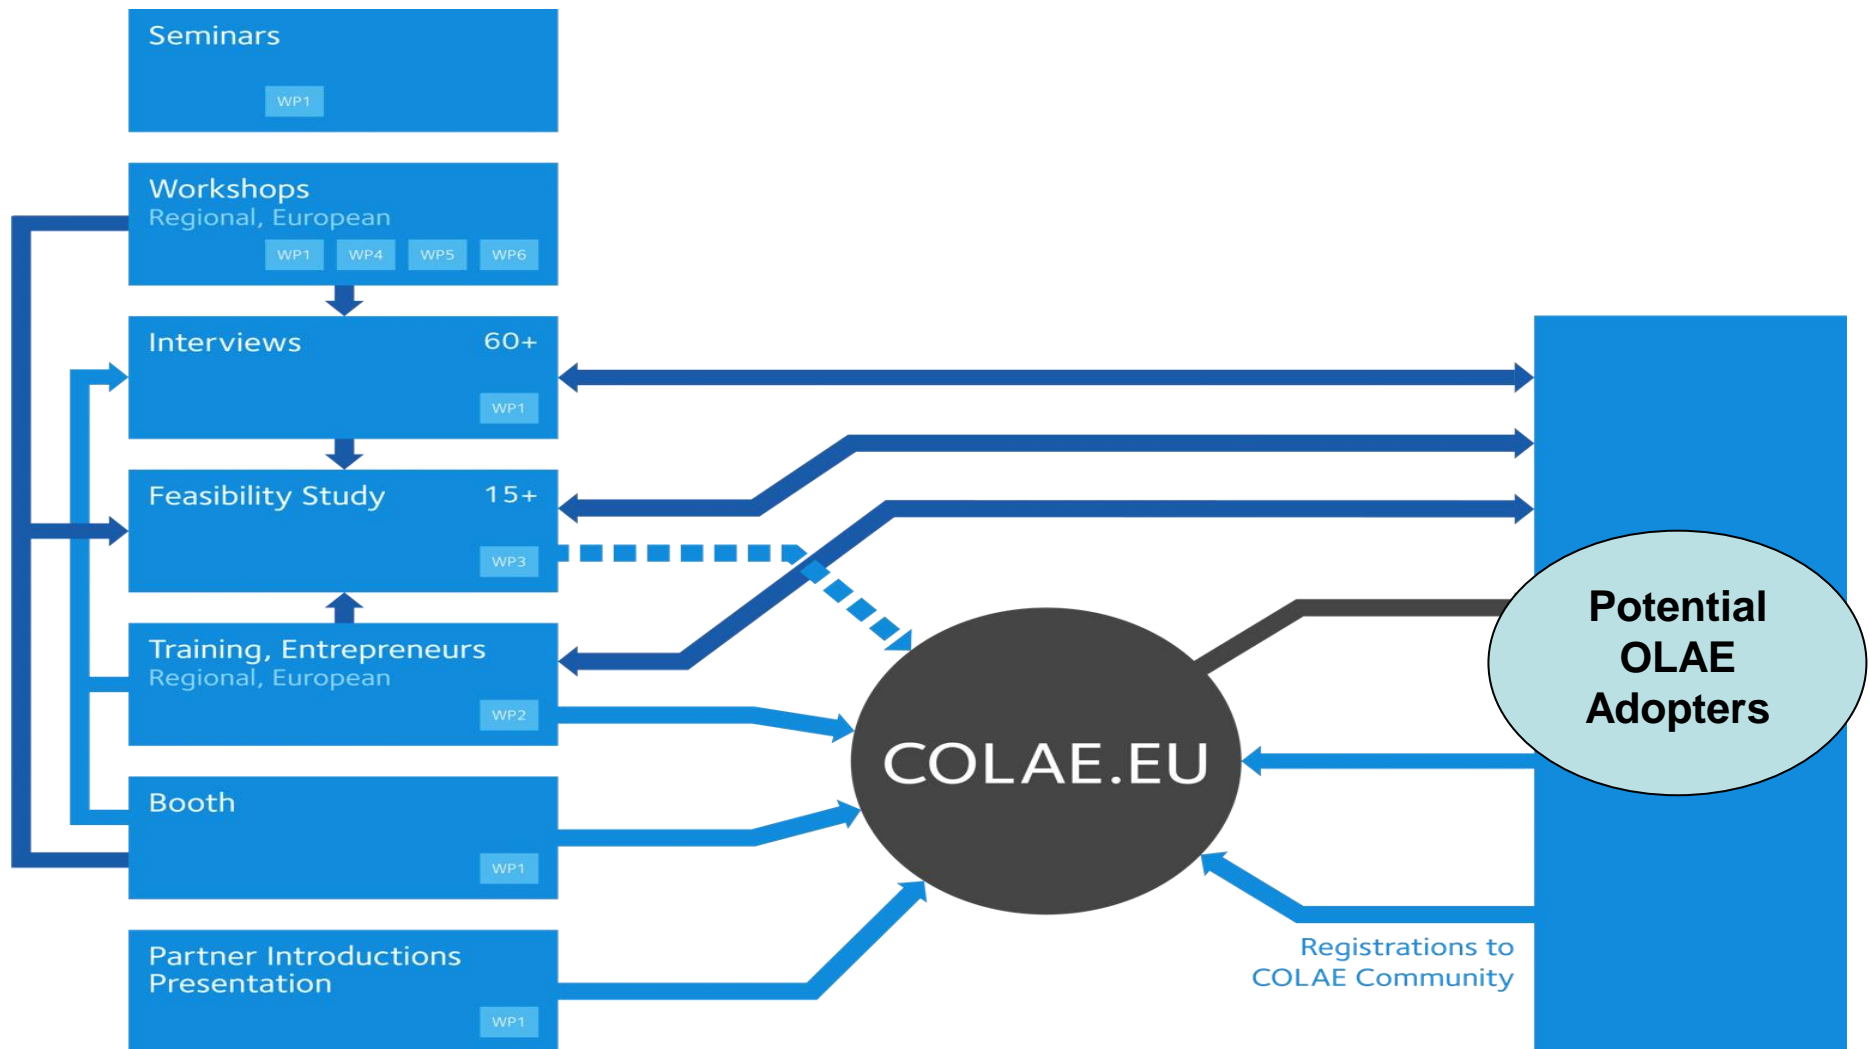 Seminars
WP1
Workshops
Regional, European
WP1 WP4 WP5 WP6
Interviews 60+
WP1
Feasibility Study 15+
WP3
Training, Entrepreneurs
Regional, European
WP2
Booth
WP1
Partner Introductions
Presentation
WP1
COLAE.EU
Potential
OLAE
Adopters
Registrations to
COLAE Community